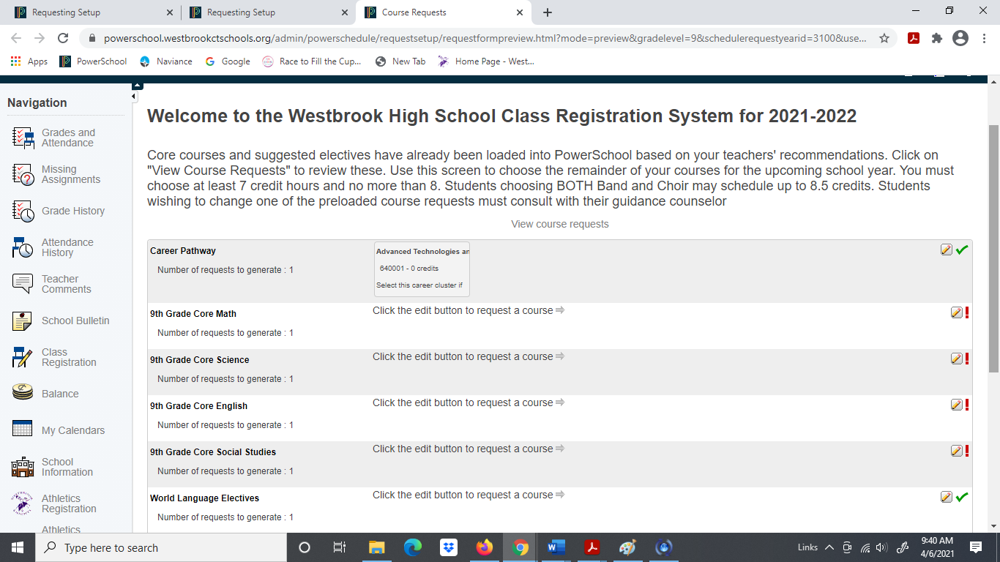 Requesting Setup
Requesting Setup
Course Requests
powerschool.westbrookctschools.org/admin/powerschedule/requestsetup/requestformpreview.html?mode=preview&gradelevel=9&schedulerequestyearid=3100&use...
Apps
PowerSchool
Naviance
Google
Race to Fill the Cup...
New Tab
Home Page - West...
Navigation
Grades and
Attendance
Missing
Assignments
Grade History
Attendance
History
Teacher
Comments
School Bulletin
Class
Registration
Balance
My Calendars
School
Information
Athletics
Registration
Athletics
Welcome to the Westbrook High School Class Registration System for 2021-2022
Core courses and suggested electives have already been loaded into PowerSchool based on your teachers' recommendations. Click on
"View Course Requests" to review these. Use this screen to choose the remainder of your courses for the upcoming school year. You must
choose at least 7 credit hours and no more than 8. Students choosing BOTH Band and Choir may schedule up to 8.5 credits. Students
wishing to change one of the preloaded course requests must consult with their guidance counselor
View course requests
Career Pathway
Number of requests to generate : 1
Advanced Technologies an
640001 - 0 credits
Select this career cluster if
9th Grade Core Math
Click the edit button to request a course
Number of requests to generate : 1
9th Grade Core Science
Click the edit button to request a course
Number of requests to generate : 1
9th Grade Core English
Click the edit button to request a course
Number of requests to generate : 1
9th Grade Core Social Studies
Click the edit button to request a course
Number of requests to generate : 1
World Language Electives
Click the edit button to request a course
Number of requests to generate : 1
Type here to search
Links
9:40 AM
4/6/2021